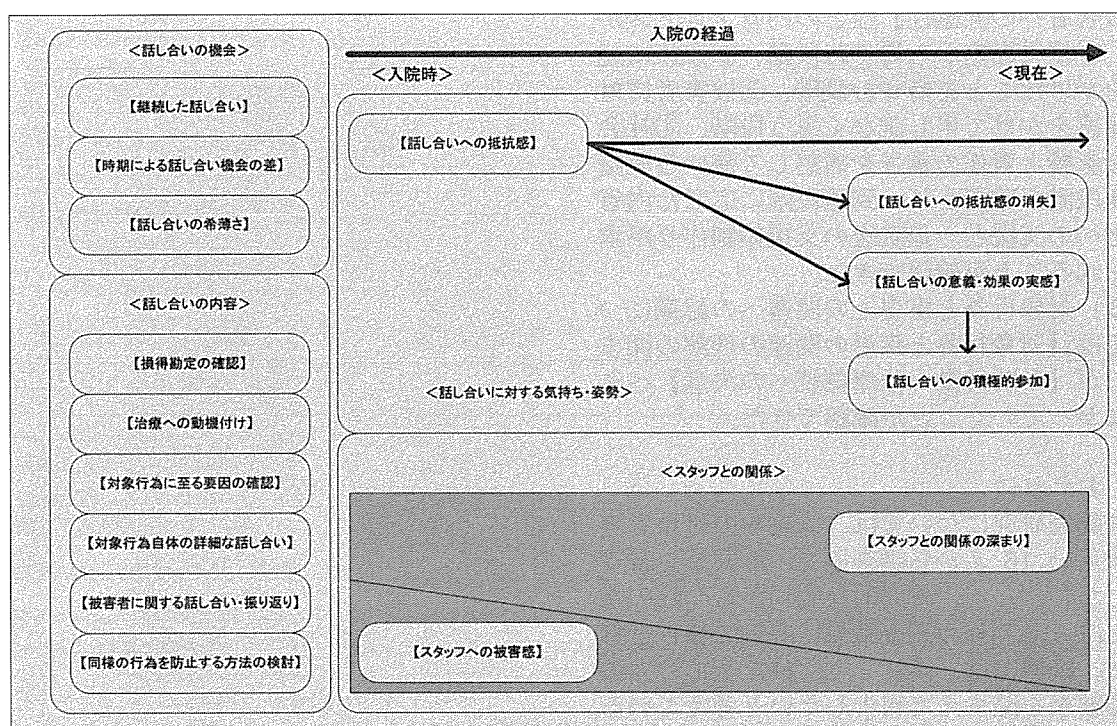 ＜話し合いの機会＞
【継続した話し合い】
【時期による話し合い機会の差】
【話し合いの希薄さ】
＜話し合いの内容＞
【損得勘定の確認】
【治療への動機付け】
【対象行為に至る要因の確認】
【対象行為自体の詳細な話し合い】
【被害者に関する話し合い・振り返り】
【同様の行為を防止する方法の検討】
入院の経過
＜入院時＞
＜現在＞
【話し合いへの抵抗感】
【話し合いへの抵抗感の消失】
【話し合いの意義・効果の実感】
【話し合いへの積極的参加】
＜話し合いに対する気持ち・姿勢＞
＜スタッフとの関係＞
【スタッフとの関係の深まり】
【スタッフへの被害感】